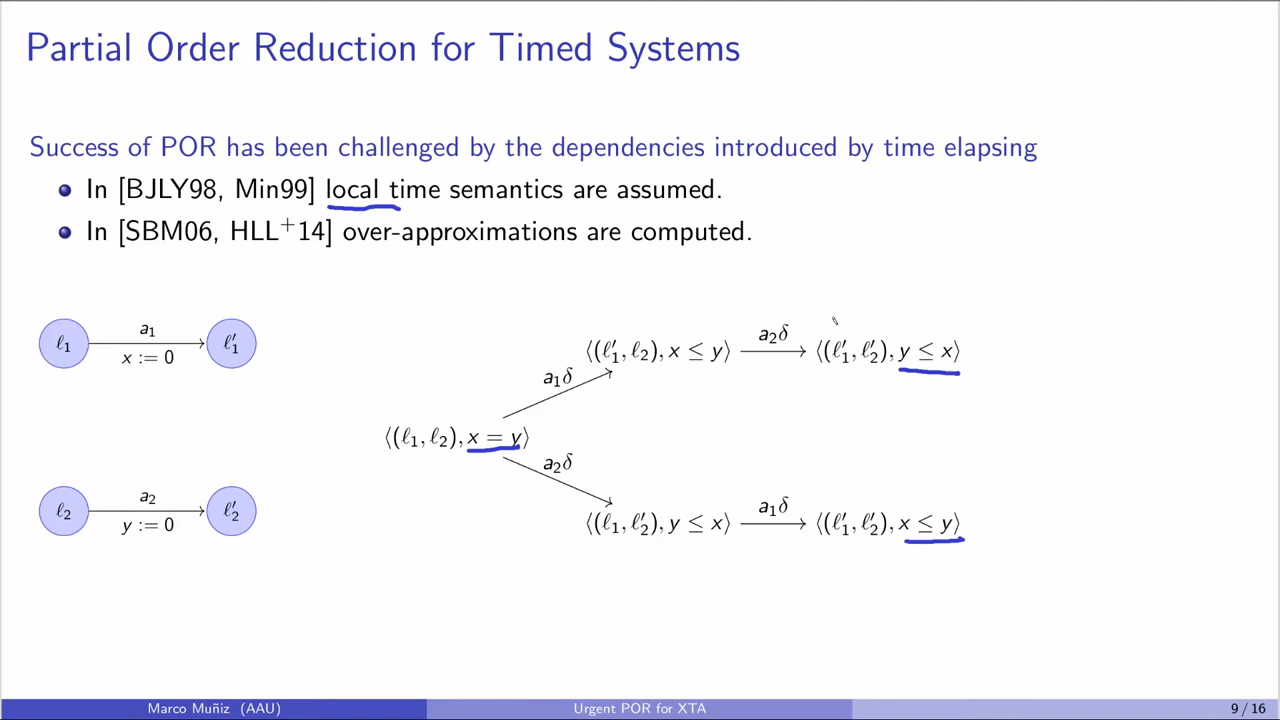 Partial Order Reduction for Timed Systems
Success of POR has been challenged by the dependencies introduced by time elapsing
In [BJLY98, Min99] local time semantics are assumed.
In [SBM06, HLL+14] over-approximations are computed.
ℓ1 a1 x := 0 ℓ′1
ℓ2 a2 y := 0 ℓ′2
⟨(ℓ1, ℓ2), x = y⟩
a1δ
⟨(ℓ′1, ℓ2), x ≤ y⟩ a2δ ⟨(ℓ′1, ℓ′2), y ≤ x⟩
a2δ
⟨(ℓ1, ℓ′2), y ≤ x⟩ a1δ ⟨(ℓ′1, ℓ′2), x ≤ y⟩
Marco Muñiz (AAU) Urgent POR for XTA 9 / 16